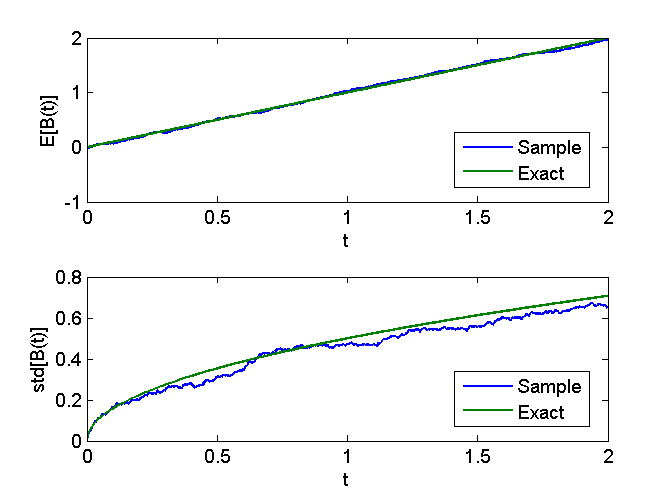 2
1
0
-1
E[B(t)]
Sample
Exact
0 0.5 1 1.5 2
t
0.8
0.6
0.4
0.2
0
std[B(t)]
Sample
Exact
0 0.5 1 1.5 2
t